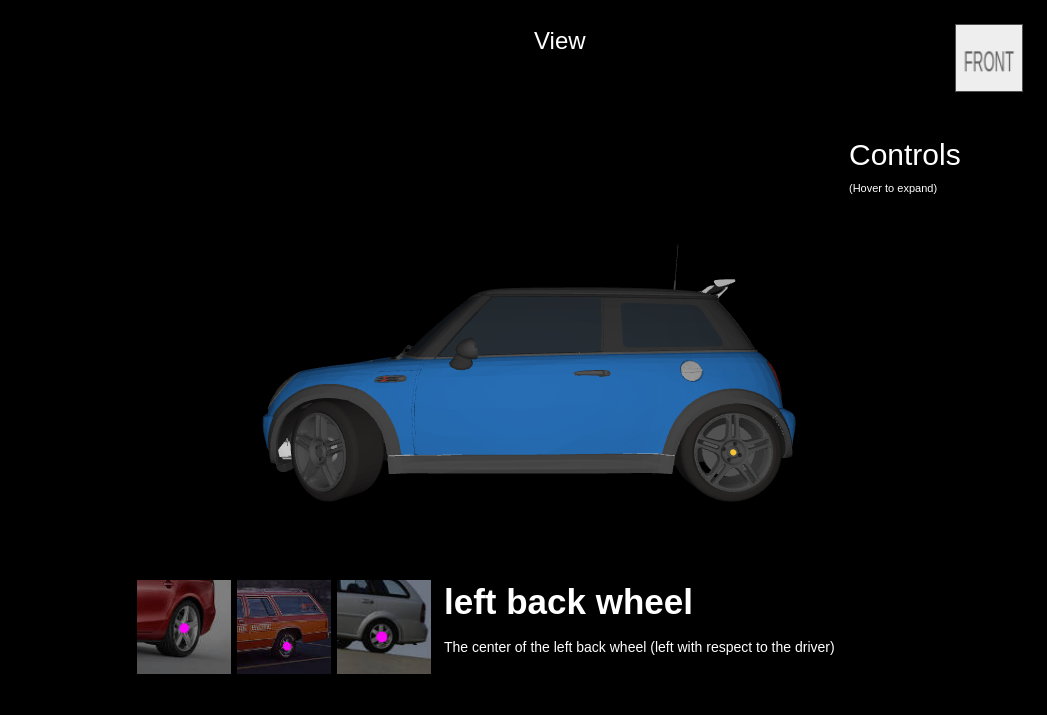 View
FRONT
Controls
(Hover to expand)
left back wheel
The center of the left back wheel (left with respect to the driver)